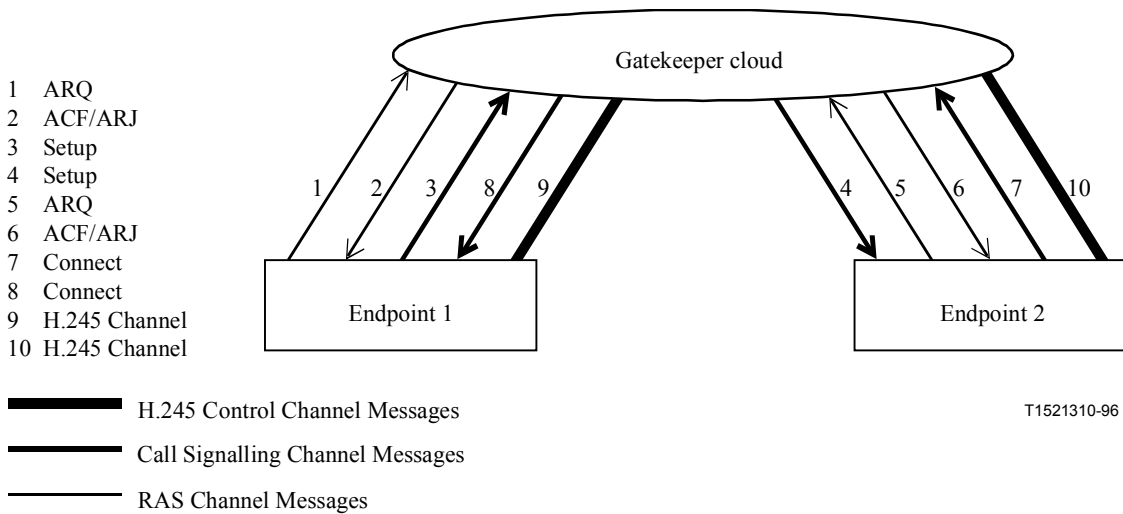 Gatekeeper cloud
1 ARQ
2 ACF/ARJ
3 Setup
4 Setup
5 ARQ
6 ACF/ARJ
7 Connect
8 Connect
9 H.245 Channel
10 H.245 Channel
1 2 3 8 9 4 5 6 7 10
Endpoint 1 Endpoint 2
H.245 Control Channel Messages
T1521310-96
Call Signalling Channel Messages
RAS Channel Messages